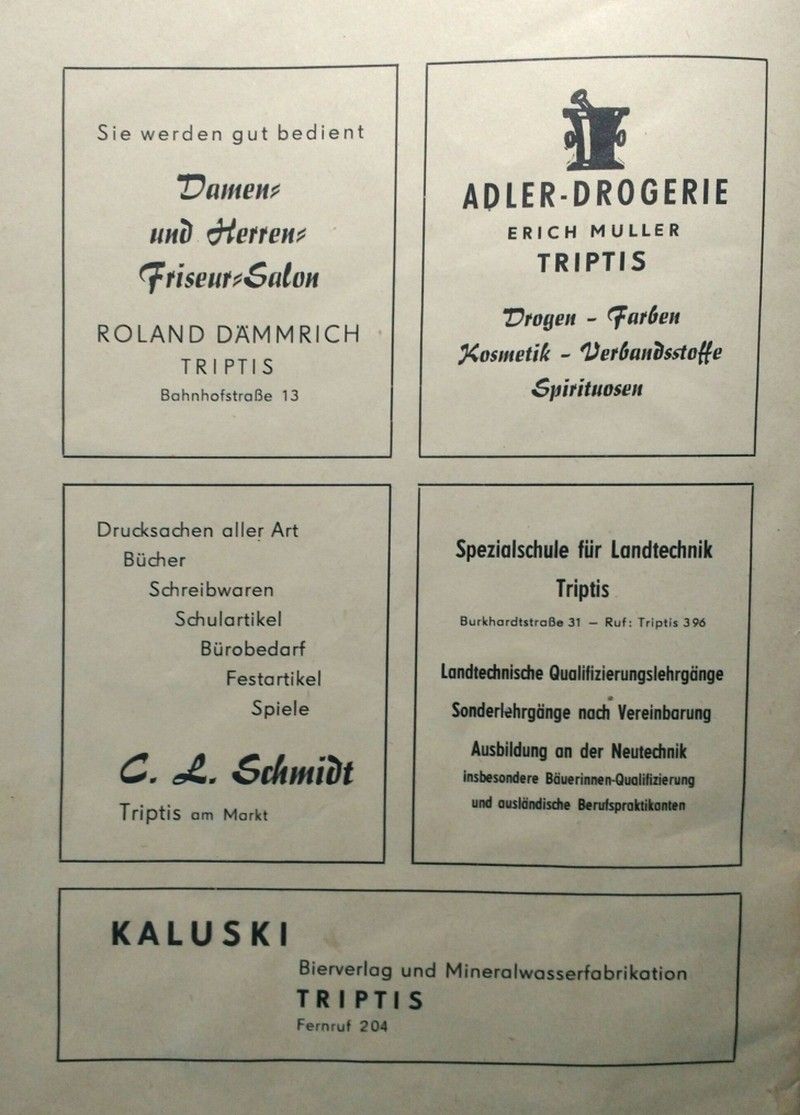 Sie werden gut bedient
Damen-
und Herren-
Friseur-Salon
ROLAND DÄMMRICH
TRIPTIS
Bahnhofstraße 13
ADLER-DROGERIE
ERICH MULLER
TRIPTIS
Drogen - Farben
Kosmetik - Verbandsstoffe
Spirituosen
Drucksachen aller Art
Bücher
Schreibwaren
Schulartikel
Bürobedarf
Festartikel
Spiele
C. L. Schmidt
Triptis am Markt
Spezialschule für Landtechnik
Triptis
Burkhardtstraße 31 — Ruf: Triptis 396
Landtechnische Qualifizierungslehrgänge
Sonderlehrgänge nach Vereinbarung
Ausbildung an der Neutechnik
insbesondere Bäuerinnen-Qualifizierung
und ausländische Berufspraktikanten
KALUSKI
Bierverlag und Mineralwasserfabrikation
TRIPTIS
Fernruf 204